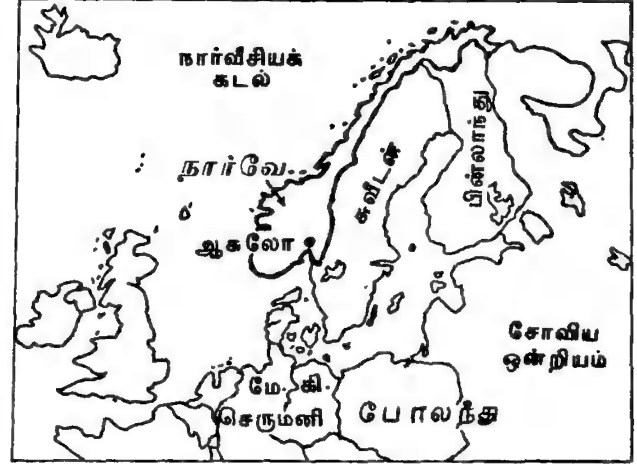 நார்வீசியக்
கடல்
நார்வே
சுவீடன்
பின்லாந்து
ஆசுலோ
சோவிய
ஒன்றியம்
மே. கி.
செருமனி
போலந்து